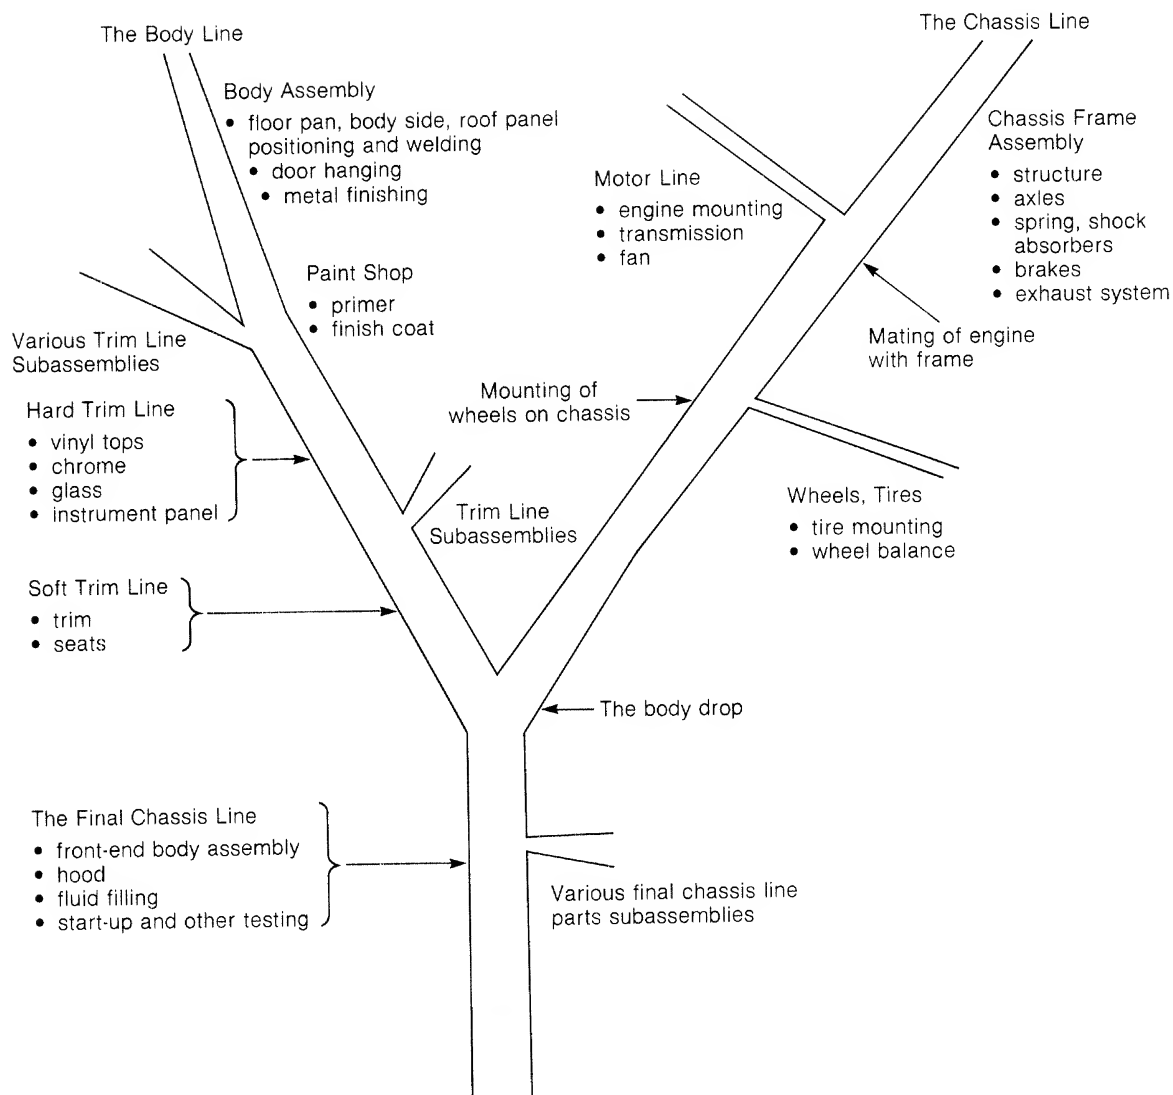 The Body Line
The Chassis Line
Body Assembly
• floor pan, body side, roof panel
positioning and welding
• door hanging
• metal finishing
Motor Line
• engine mounting
• transmission
• fan
Chassis Frame
Assembly
• structure
• axles
• spring, shock
absorbers
• brakes
• exhaust system
Paint Shop
• primer
• finish coat
Mating of engine
with frame
Various Trim Line
Subassemblies
Hard Trim Line
• vinyl tops
• chrome
• glass
• instrument panel
Mounting of
wheels on chassis
Trim Line
Subassemblies
Wheels, Tires
• tire mounting
• wheel balance
Soft Trim Line
• trim
• seats
The body drop
The Final Chassis Line
• front-end body assembly
• hood
• fluid filling
• start-up and other testing
Various final chassis line
parts subassemblies